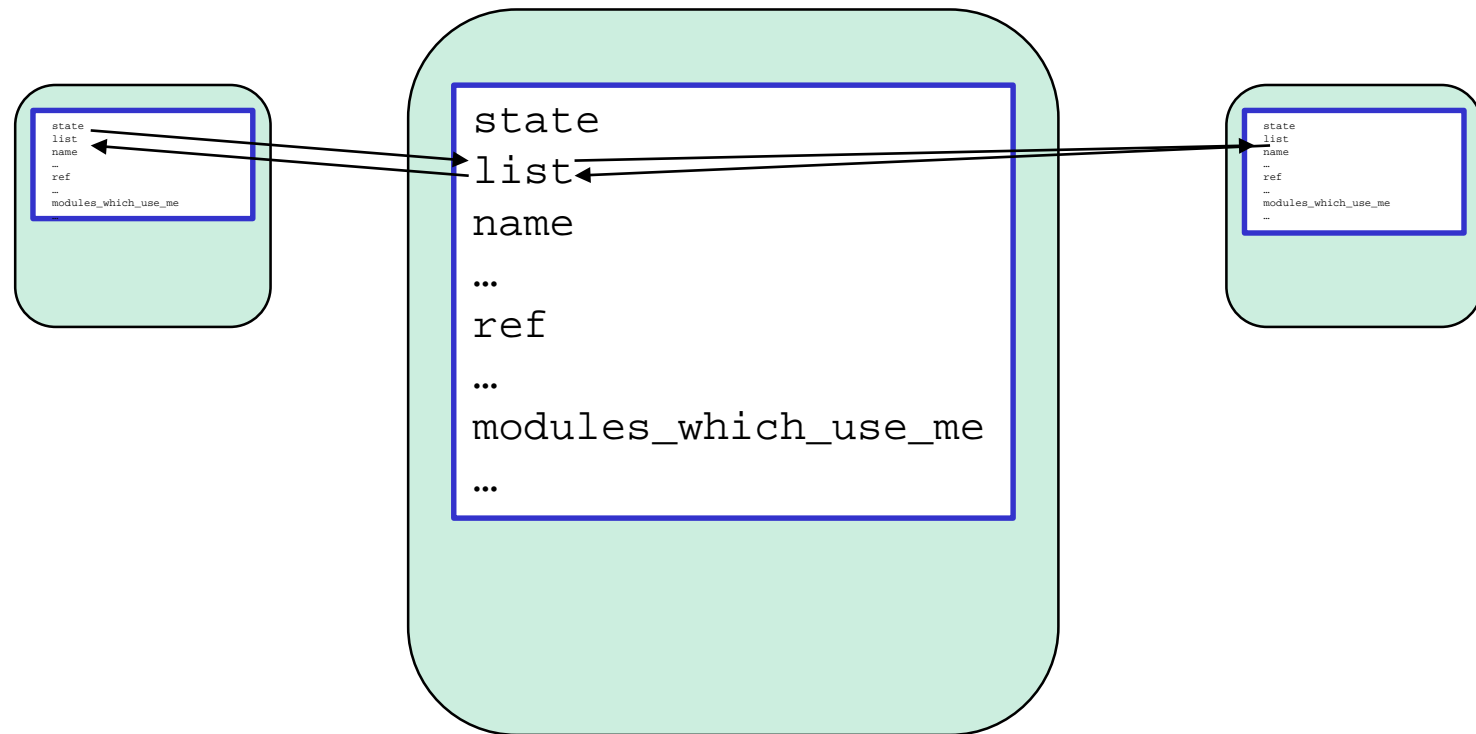 state
list
name
…
ref
…
modules_which_use_me
…
state
list
name
…
ref
…
modules_which_use_me
…
state
list
name
…
ref
…
modules_which_use_me
…